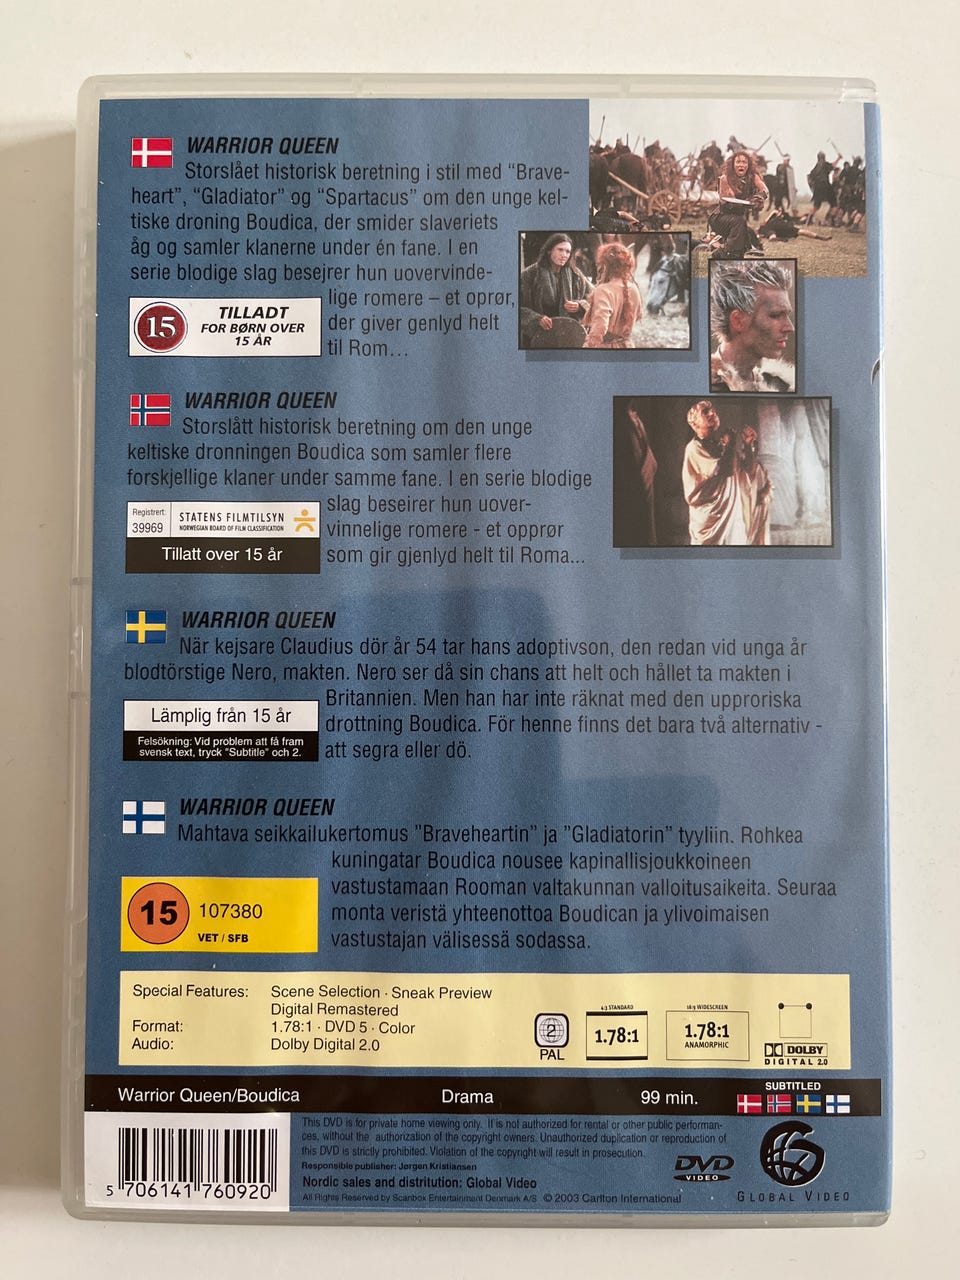 WARRIOR QUEEN
Storslået historisk beretning i stil med "Brave-
heart", "Gladiator" og "Spartacus" om den unge kel-
tiske droning Boudica, der smider slaveriets
åg og samler klanerne under én fane. I en
serie blodige slag besejrer hun uovervinde-
lige romere – et oprør,
der giver genlyd helt
til Rom...
15
TILLADT
FOR BØRN OVER
15 ÅR
WARRIOR QUEEN
Storslått historisk beretning om den unge
keltiske dronningen Boudica som samler flere
forskjellige klaner under samme fane. I en serie blodige
slag beseirer hun uover-
vinnelige romere - et opprør
som gir gjenlyd helt til Roma...
Registrert:
39969
STATENS FILMTILSYN
NORWEGIAN BOARD OF FILM CLASSIFICATION
Tillatt over 15 år
WARRIOR QUEEN
När kejsare Claudius dör år 54 tar hans adoptivson, den redan vid unga år
blodtörstige Nero, makten. Nero ser då sin chans att helt och hållet ta makten i
Britannien. Men han har inte räknat med den upproriska
drottning Boudica. För henne finns det bara två alternativ -
att segra eller dö.
Lämplig från 15 år
Felsökning: Vid problem att få fram
svensk text, tryck "Subtitle" och 2.
WARRIOR QUEEN
Mahtava seikkailukertomus "Braveheartin" ja "Gladiatorin" tyyliin. Rohkea
kuningatar Boudica nousee kapinallisjoukkoineen
vastustamaan Rooman valtakunnan valloitusaikeita. Seuraa
monta veristä yhteenottoa Boudican ja ylivoimaisen
vastustajan välisessä sodassa.
15
107380
VET / SFB
Special Features: Scene Selection · Sneak Preview
Digital Remastered
Format: 1.78:1 · DVD 5 · Color
Audio: Dolby Digital 2.0
2
PAL
4:3 STANDARD
1.78:1
16:9 WIDESCREEN
1.78:1
ANAMORPHIC
DOLBY
DIGITAL 2.0
Warrior Queen/Boudica Drama 99 min.
SUBTITLED
This DVD is for private home viewing only. It is not authorized for rental or other public performan-
ces, without the authorization of the copyright owners. Unauthorized duplication or reproduction of
this DVD is strictly prohibited. Violation of the copyright will result in prosecution.
Responsible publisher: Jørgen Kristiansen
Nordic sales and distritution: Global Video
All Rights Reserved by Scanbox Entertainment Denmark A/S © 2003 Carlton International
5 706141 760920
DVD
VIDEO
GLOBAL VIDEO